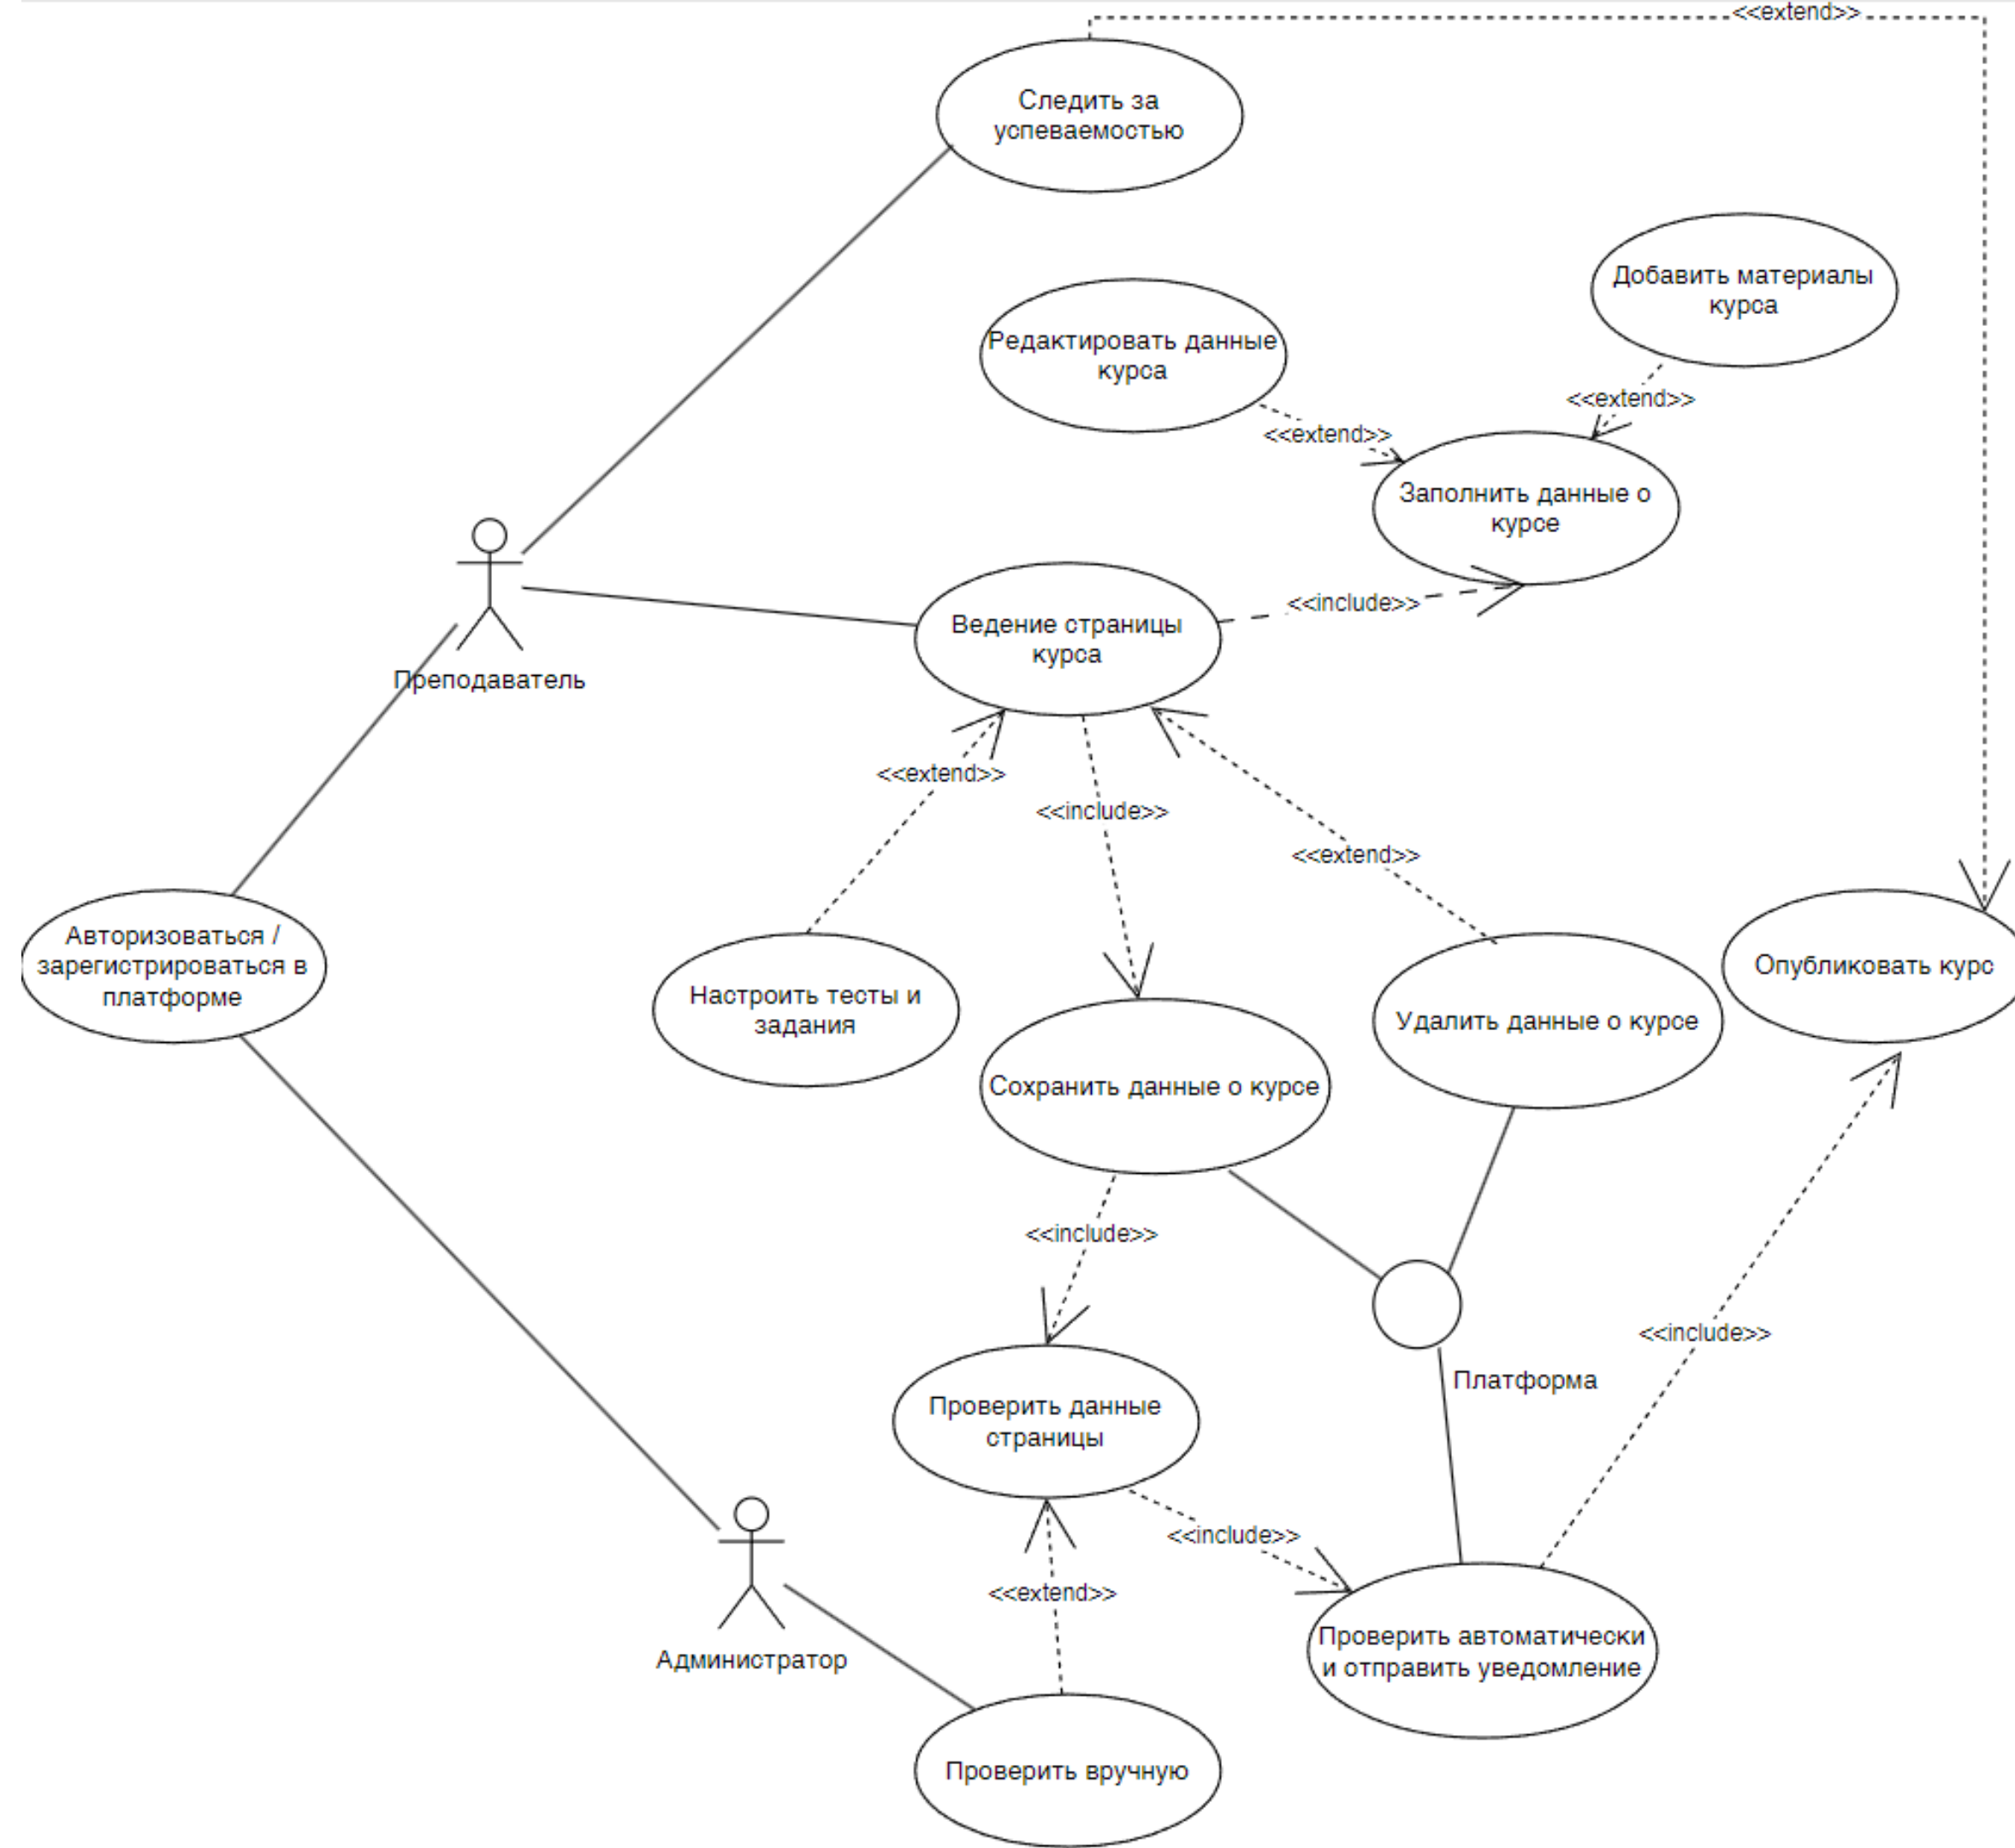 <<extend>>
Следить за
успеваемостью
Добавить материалы
курса
Редактировать данные
курса
<<extend>>
<<extend>>
Заполнить данные о
курсе
<<include>>
Ведение страницы
курса
Преподаватель
<<extend>>
<<include>>
<<extend>>
Авторизоваться /
зарегистрироваться в
платформе
Настроить тесты и
задания
Опубликовать курс
Удалить данные о курсе
Сохранить данные о курсе
<<include>>
<<include>>
Платформа
Проверить данные
страницы
<<include>>
<<extend>>
Проверить автоматически
и отправить уведомление
Администратор
Проверить вручную